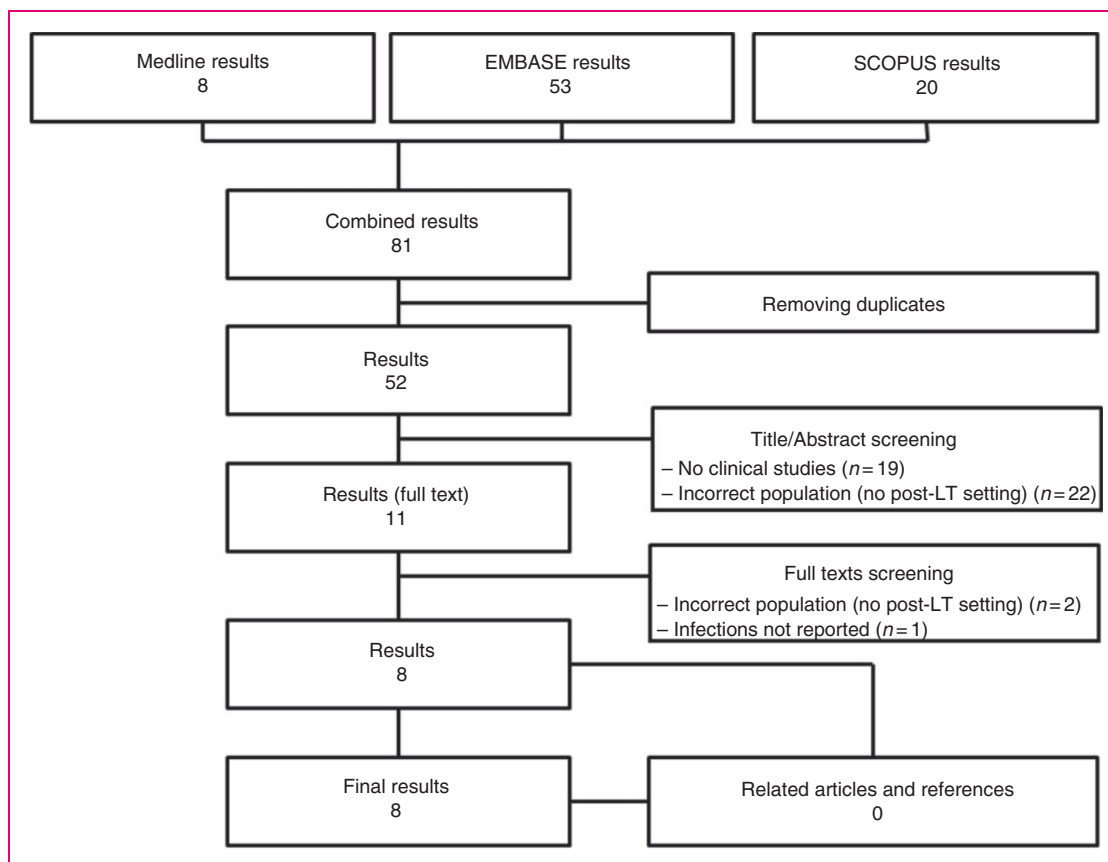 Medline results
8
EMBASE results
53
SCOPUS results
20
Combined results
81
Removing duplicates
Results
52
Title/Abstract screening
– No clinical studies (n=19)
– Incorrect population (no post-LT setting) (n=22)
Results (full text)
11
Full texts screening
– Incorrect population (no post-LT setting) (n=2)
– Infections not reported (n=1)
Results
8
Final results
8
Related articles and references
0